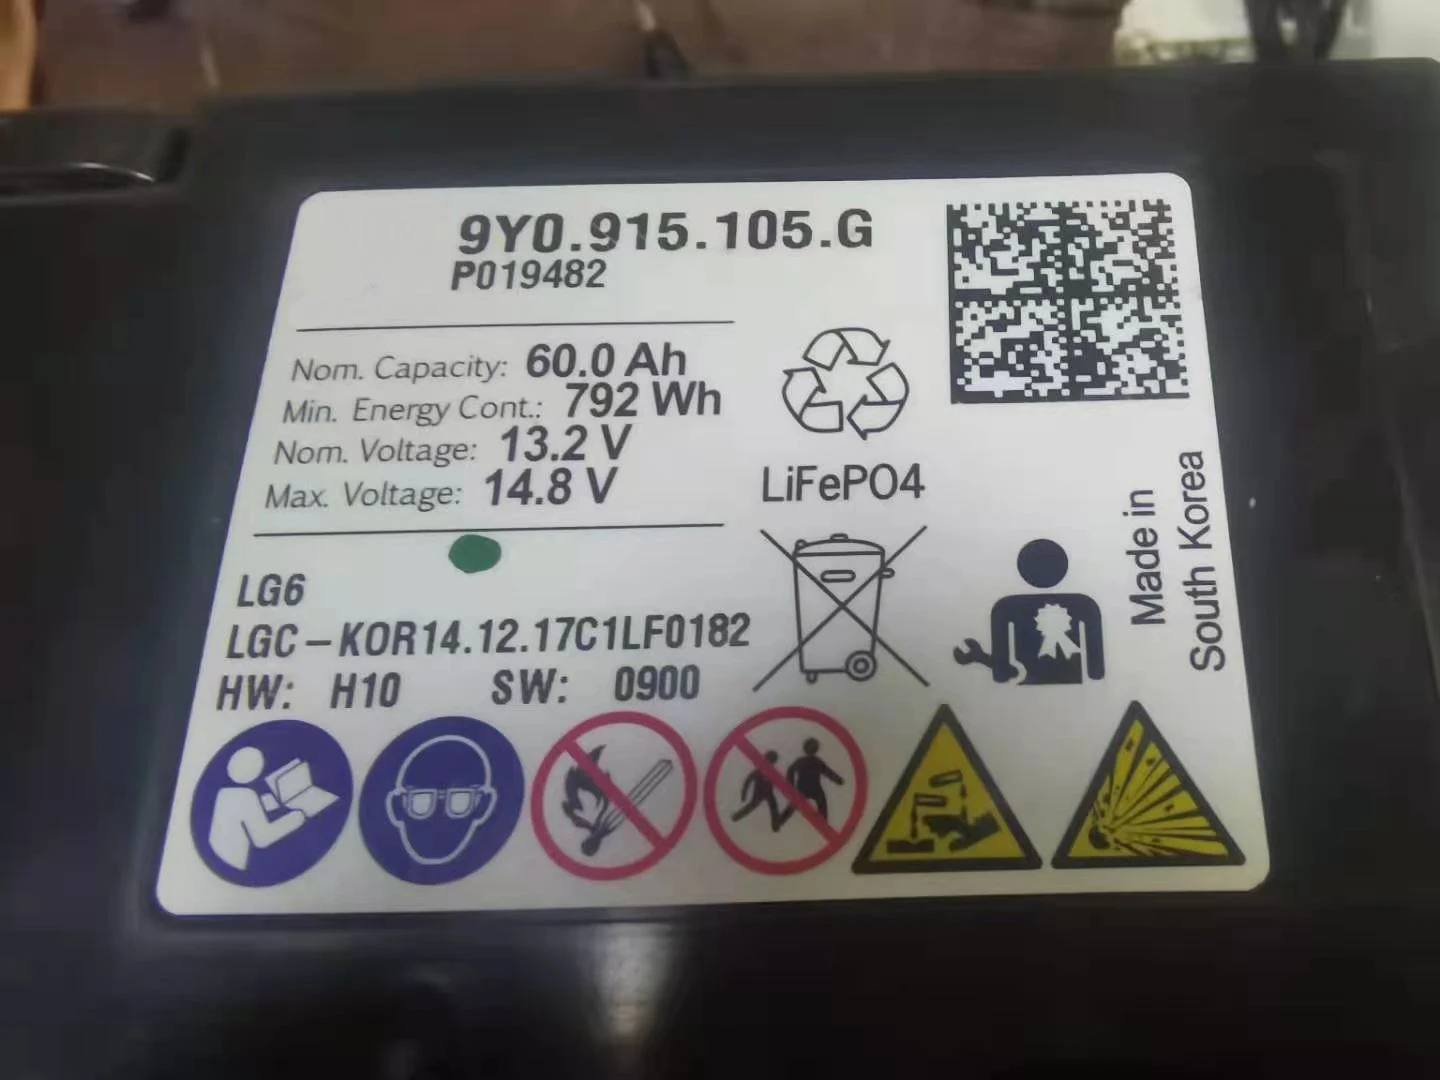 9Y0.915.105.G
P019482
Nom. Capacity: 60.0 Ah
Min. Energy Cont.: 792 Wh
Nom. Voltage: 13.2 V
Max. Voltage: 14.8 V
LiFePO4
Made in
South Korea
LG6
LGC-KOR14.12.17C1LF0182
HW: H10 SW: 0900